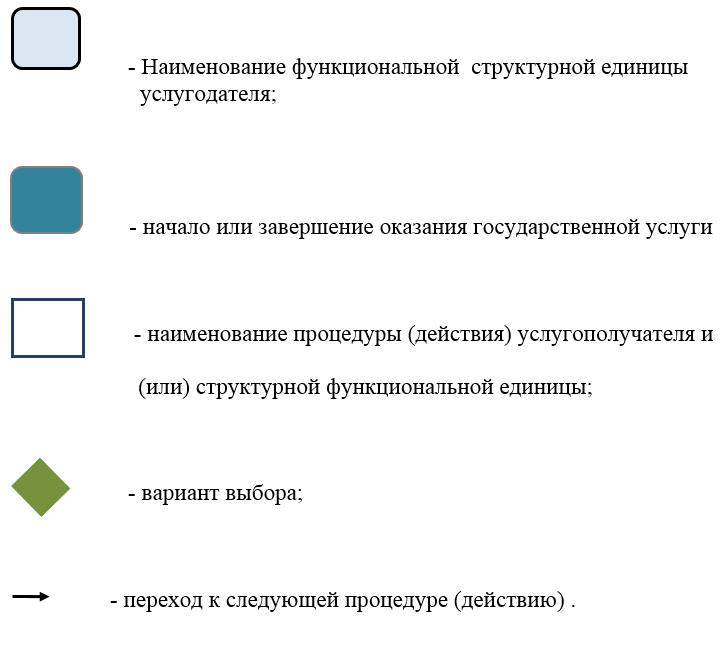 - Наименование функциональной структурной единицы
услугодателя;
- начало или завершение оказания государственной услуги
- наименование процедуры (действия) услугополучателя и
(или) структурной функциональной единицы;
- вариант выбора;
- переход к следующей процедуре (действию) .